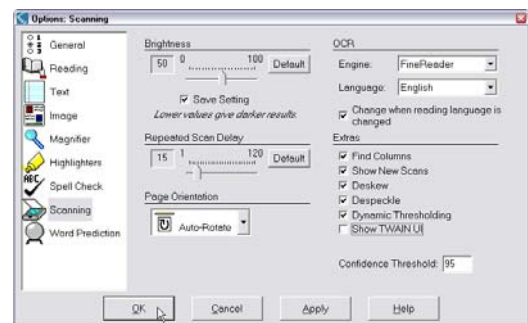 Options: Scanning
General
Reading
Text
Image
Magnifier
Highlighters
ABC
Spell Check
Scanning
Word Prediction
Brightness
50 0 100 Default
Save Setting
Lower values give darker results.
Repeated Scan Delay
15 1 120 Default
Page Orientation
Auto-Rotate
OCR
Engine: FineReader
Language: English
Change when reading language is
changed
Extras
Find Columns
Show New Scans
Deskew
Despeckle
Dynamic Thresholding
Show TWAIN UI
Confidence Threshold: 95
OK Cancel Apply Help